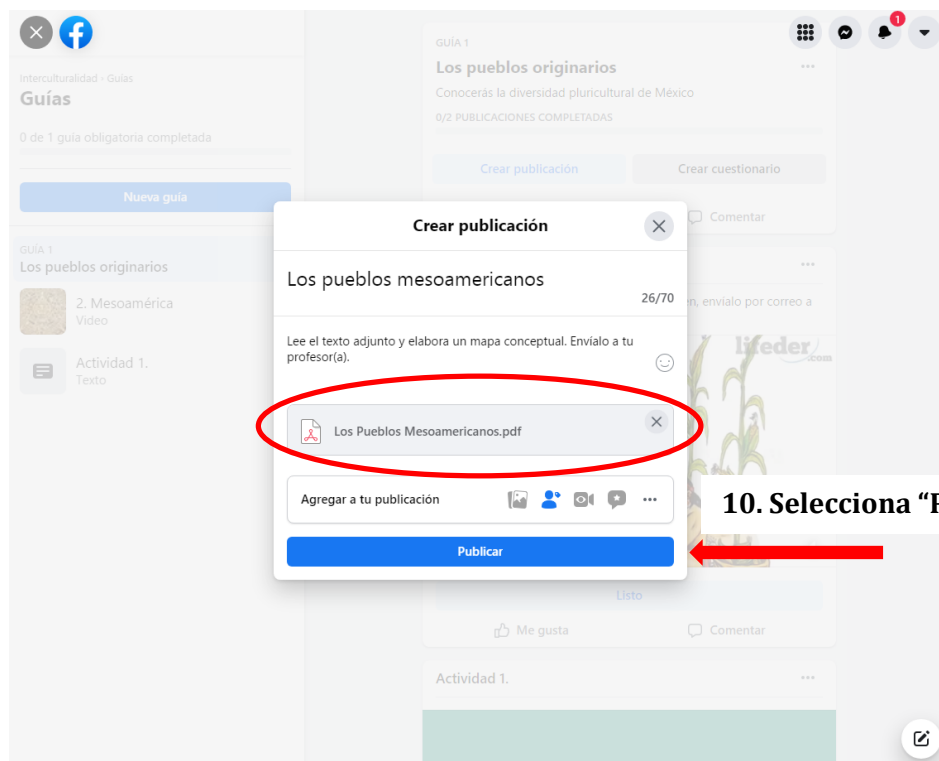 1
Interculturalidad · Guías
Guías
0 de 1 guía obligatoria completada
Nueva guía
GUÍA 1
Los pueblos originarios
2. Mesoamérica
Video
Actividad 1.
Texto
GUÍA 1
Los pueblos originarios
Conocerás la diversidad pluricultural de México
0/2 PUBLICACIONES COMPLETADAS
Crear publicación
Crear cuestionario
Comentar
Crear publicación
Los pueblos mesoamericanos
26/70
Lee el texto adjunto y elabora un mapa conceptual. Envíalo a tu
profesor(a).
Los Pueblos Mesoamericanos.pdf
Agregar a tu publicación
Publicar
envíalo por correo a
lifeder.com
10. Selecciona "P
Listo
Me gusta
Comentar
Actividad 1.